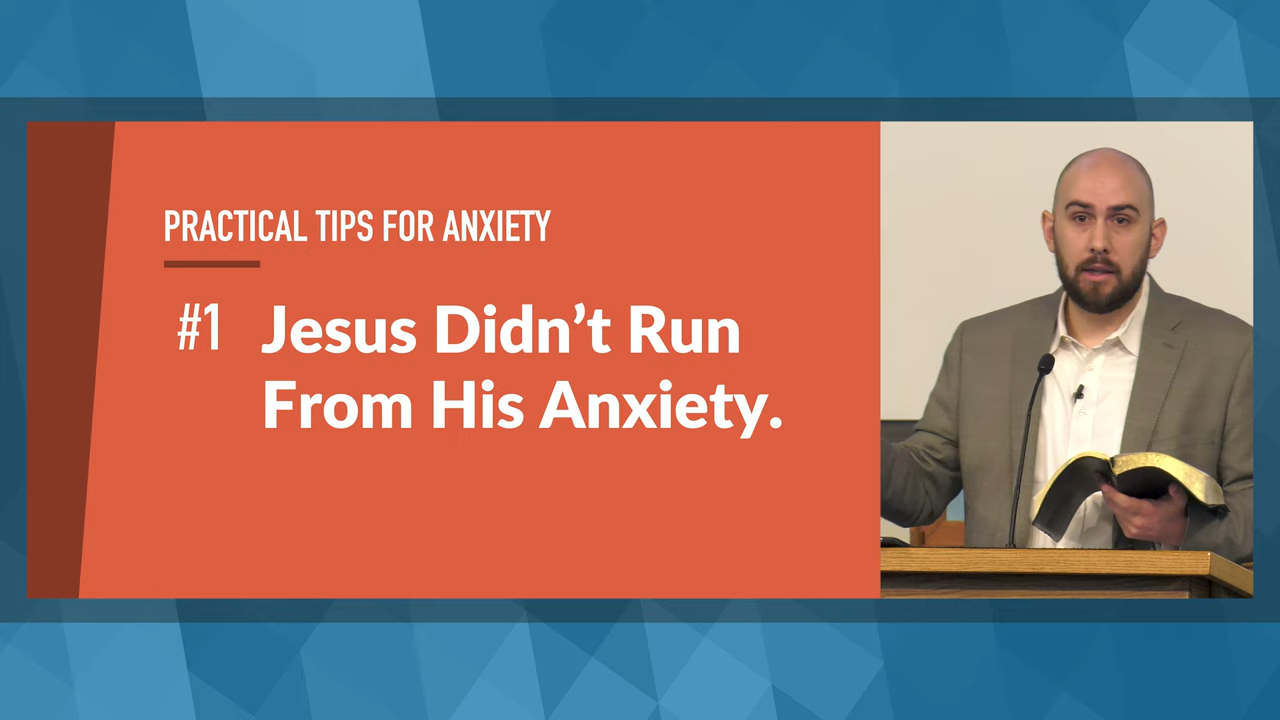 PRACTICAL TIPS FOR ANXIETY
#1 Jesus Didn’t Run
From His Anxiety.